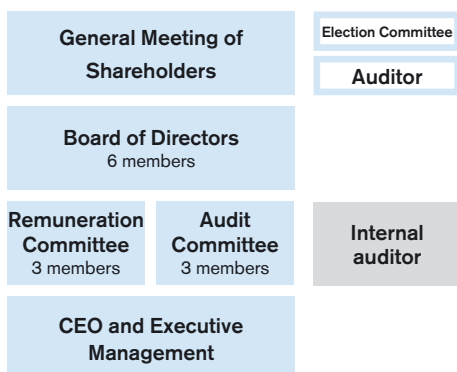 General Meeting of
Shareholders
Election Committee
Auditor
Board of Directors
6 members
Remuneration
Committee
3 members
Audit
Committee
3 members
Internal
auditor
CEO and Executive
Management